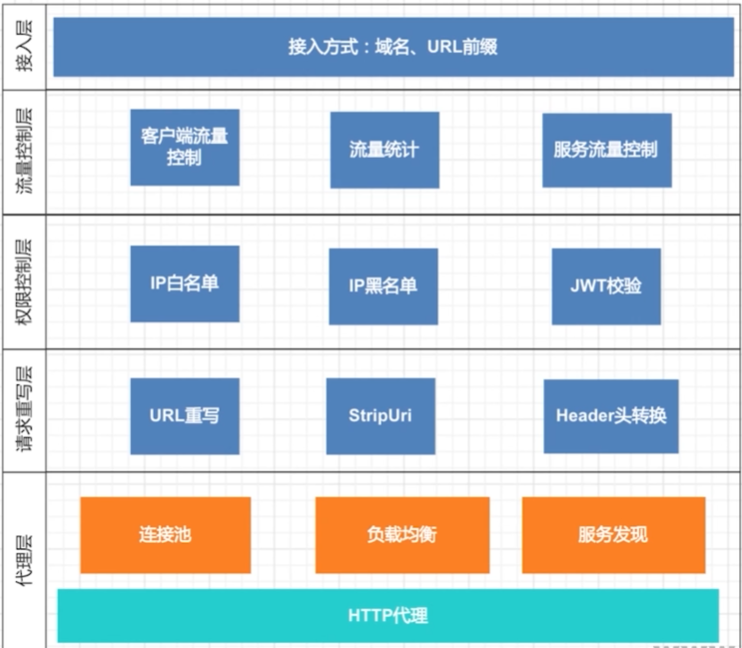 接入层
接入方式：域名、URL前缀
流量控制层
客户端流量
控制
流量统计
服务流量控制
权限控制层
IP白名单
IP黑名单
JWT校验
请求重写层
URL重写
StripUri
Header头转换
代理层
连接池
负载均衡
服务发现
HTTP代理